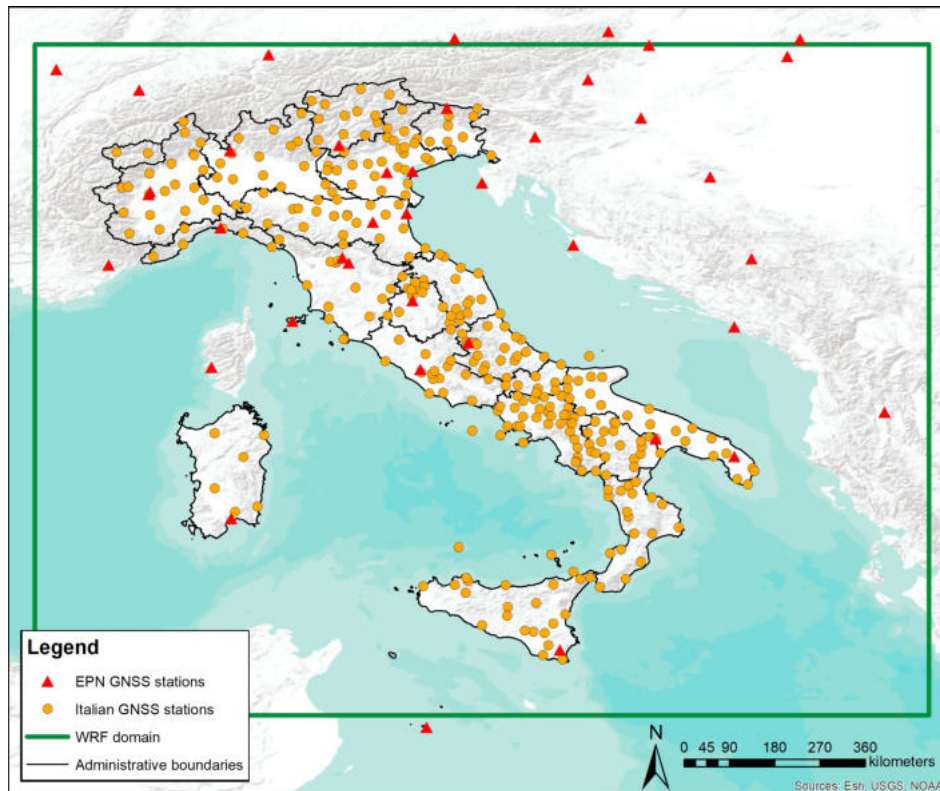 Legend
EPN GNSS stations
Italian GNSS stations
WRF domain
Administrative boundaries
N
0 45 90 180 270 360
kilometers
Sources: Esri, USGS, NOAA